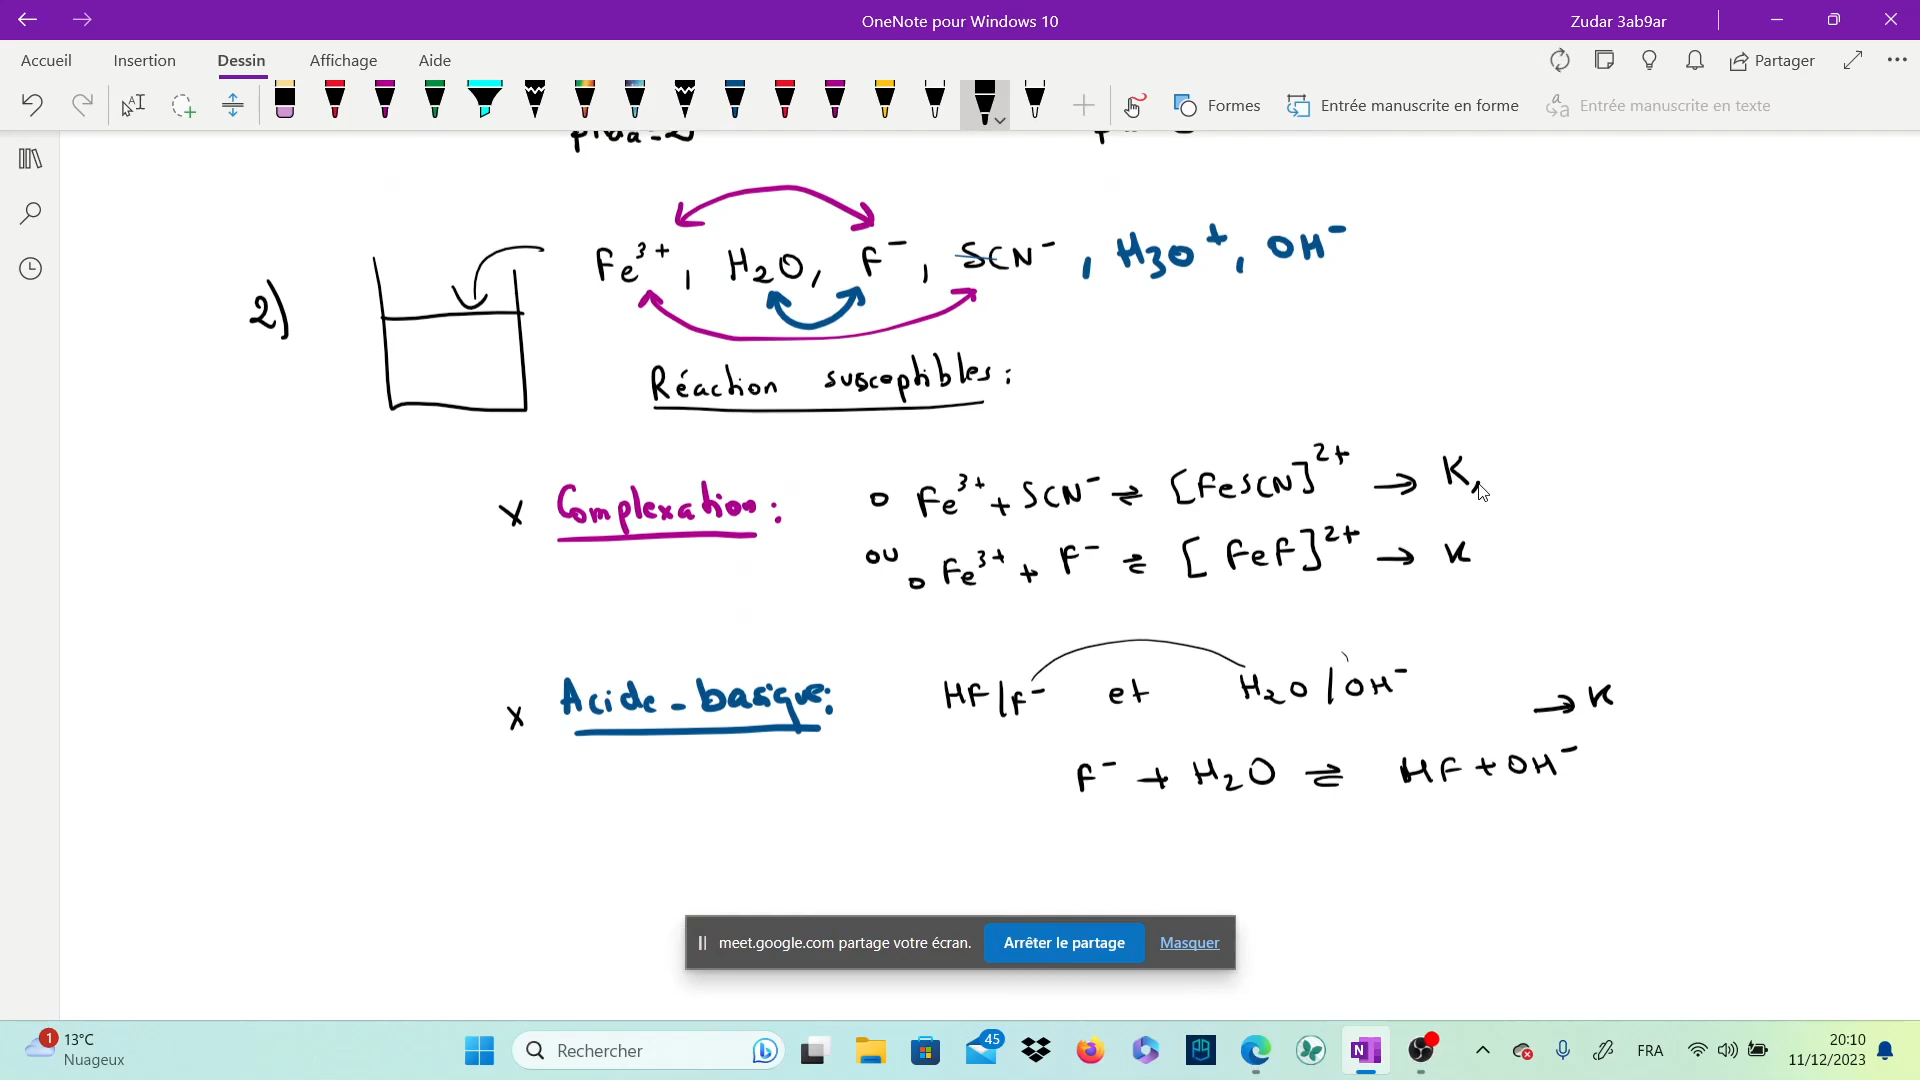 OneNote pour Windows 10
Zudar 3ab9ar
Accueil Insertion Dessin Affichage Aide
Partager
Formes Entrée manuscrite en forme Entrée manuscrite en texte
Fe³⁺, H₂O, F⁻, SCN⁻, H₃O⁺, OH⁻
2)
Réaction susceptibles :
x Complexation : o Fe³⁺ + SCN⁻ ⇌ [FeSCN]²⁺ → K₁
ou o Fe³⁺ + F⁻ ⇌ [FeF]²⁺ → K
x Acide-basique : HF/F⁻ et H₂O/OH⁻ → K
F⁻ + H₂O ⇌ HF + OH⁻
meet.google.com partage votre écran. Arrêter le partage Masquer
1 13°C
Nuageux
Rechercher
45
FRA
20:10
11/12/2023